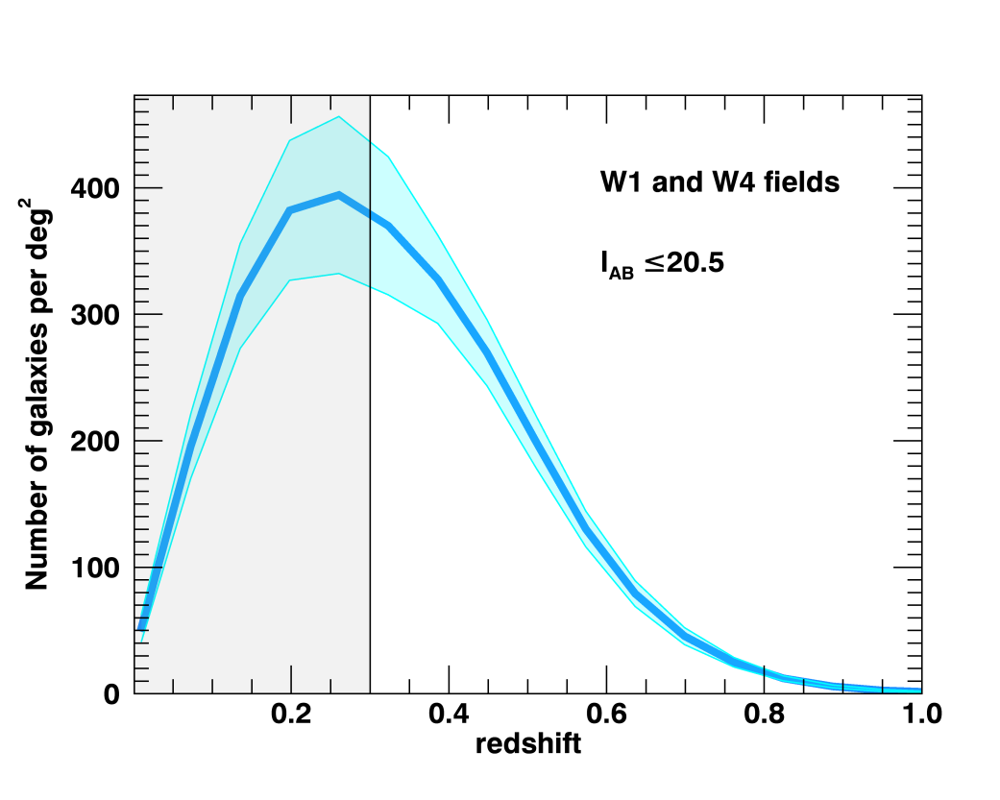 Number of galaxies per deg²
400
300
200
100
0
W1 and W4 fields
I_AB ≤20.5
0.2 0.4 0.6 0.8 1.0
redshift